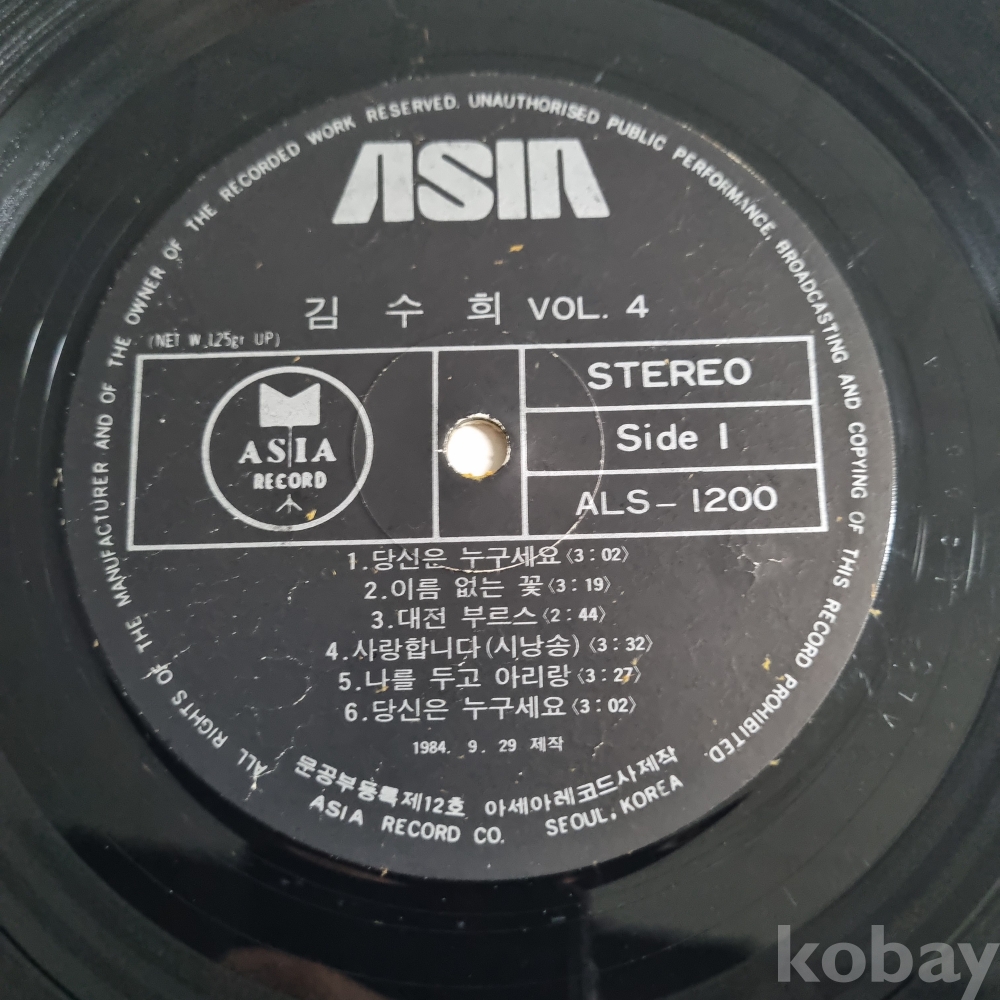 ALL RIGHTS OF THE MANUFACTURER AND OF THE OWNER OF THE RECORDED WORK RESERVED. UNAUTHORISED PUBLIC PERFORMANCE, BROADCASTING AND COPYING OF THIS RECORD PROHIBITED.
ASIA
김 수 희 VOL. 4
(NET W 125gr UP)
ASIA
RECORD
STEREO
Side 1
ALS-1200
1.당신은 누구세요〈3:02〉
2.이름 없는 꽃〈3:19〉
3.대전 부르스〈2:44〉
4.사랑합니다(시낭송)〈3:32〉
5.나를 두고 아리랑〈3:27〉
6.당신은 누구세요〈3:02〉
1984. 9. 29 제작
문공부등록제12호 아세아레코드사제작
ASIA RECORD CO. SEOUL, KOREA
kobay